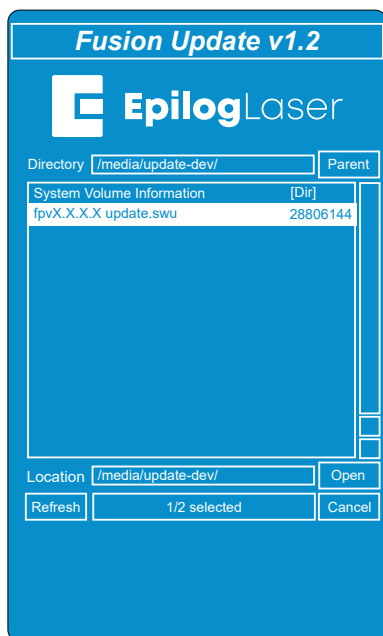 Fusion Update v1.2
EpilogLaser
Directory /media/update-dev/ Parent
System Volume Information [Dir]
fpvX.X.X.X update.swu 28806144
Location /media/update-dev/ Open
Refresh 1/2 selected Cancel